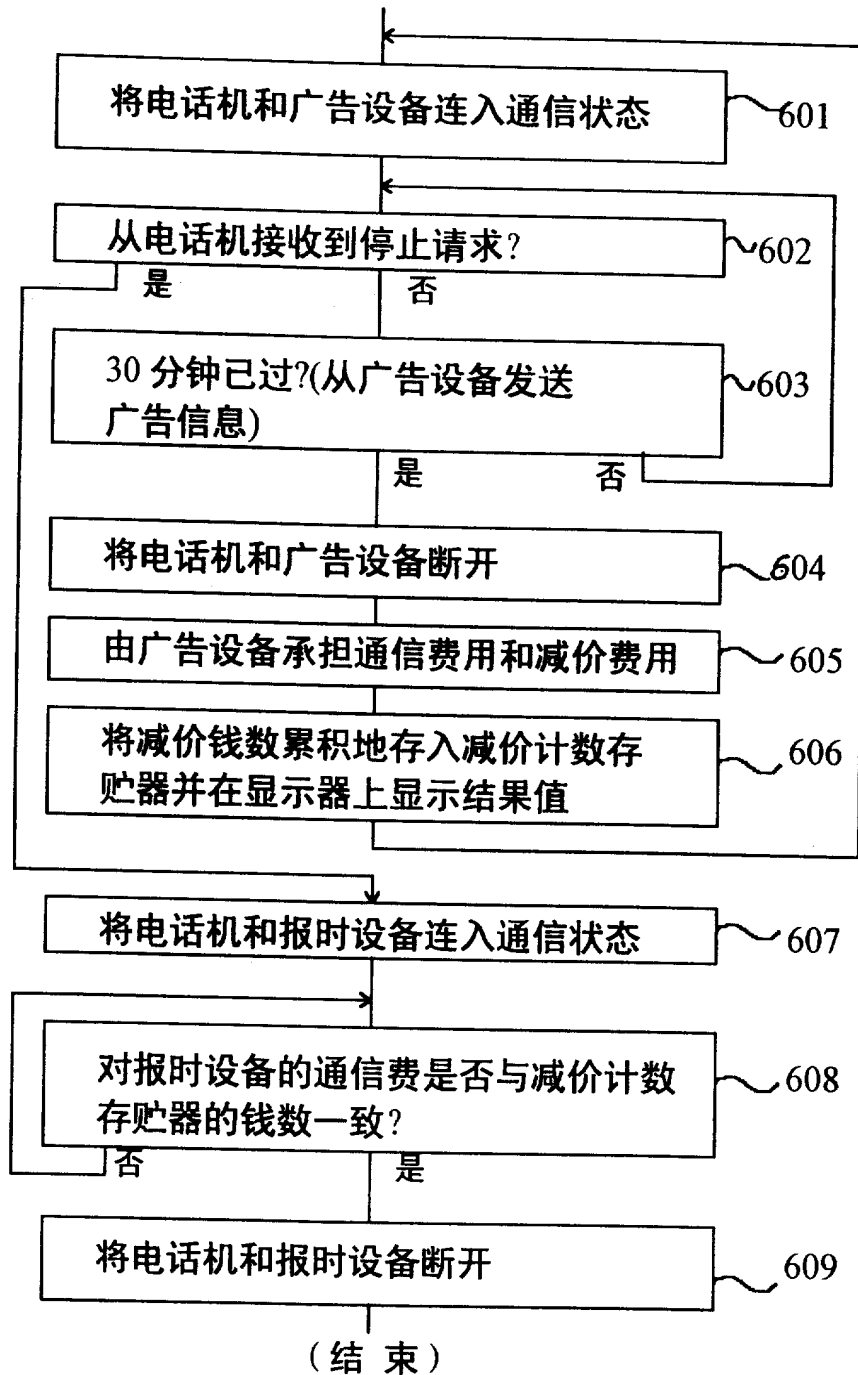 将电话机和广告设备连入通信状态
601
从电话机接收到停止请求?
602
是
否
30 分钟已过?(从广告设备发送
广告信息)
603
是
否
将电话机和广告设备断开
604
由广告设备承担通信费用和减价费用
605
将减价钱数累积地存入减价计数存
贮器并在显示器上显示结果值
606
将电话机和报时设备连入通信状态
607
对报时设备的通信费是否与减价计数
存贮器的钱数一致?
608
否
是
将电话机和报时设备断开
609
(结 束)